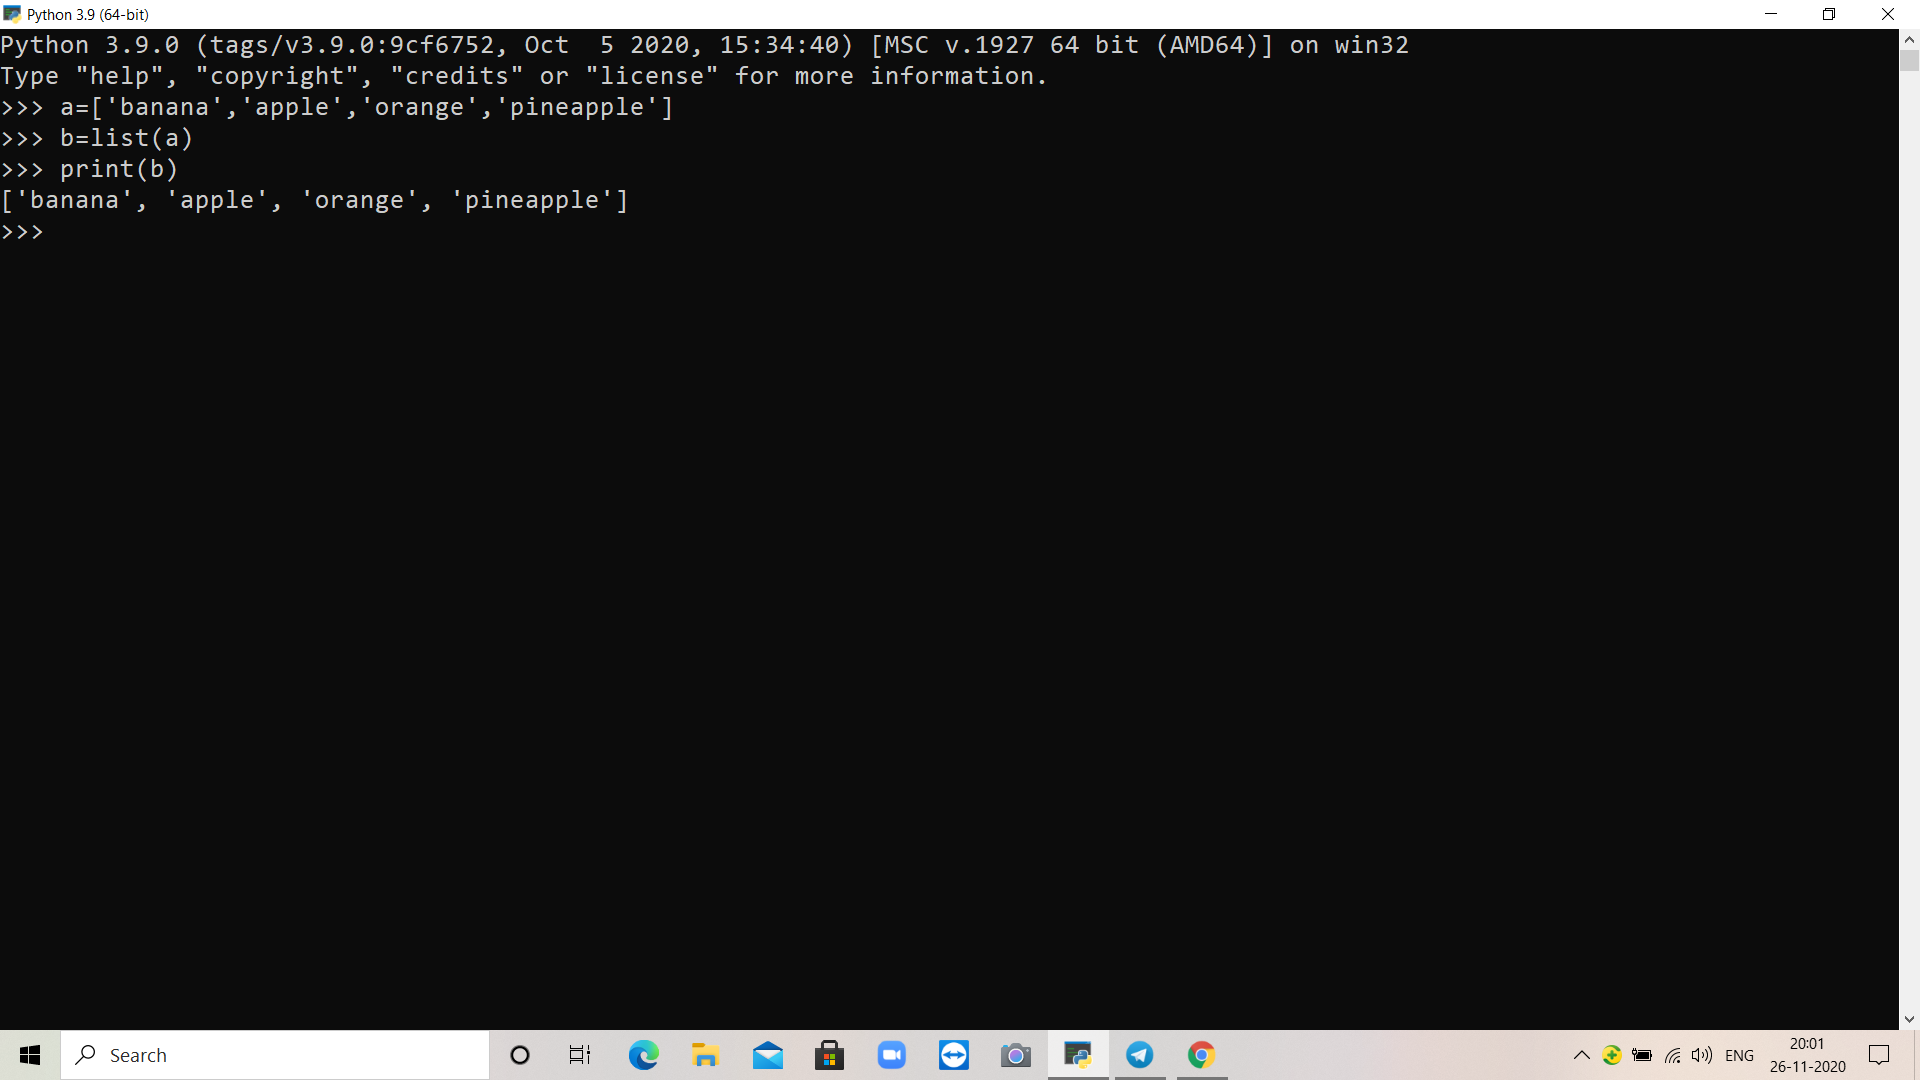 Python 3.9 (64-bit)
Python 3.9.0 (tags/v3.9.0:9cf6752, Oct  5 2020, 15:34:40) [MSC v.1927 64 bit (AMD64)] on win32
Type "help", "copyright", "credits" or "license" for more information.
>>> a=['banana','apple','orange','pineapple']
>>> b=list(a)
>>> print(b)
['banana', 'apple', 'orange', 'pineapple']
>>>
Search
ENG
20:01
26-11-2020